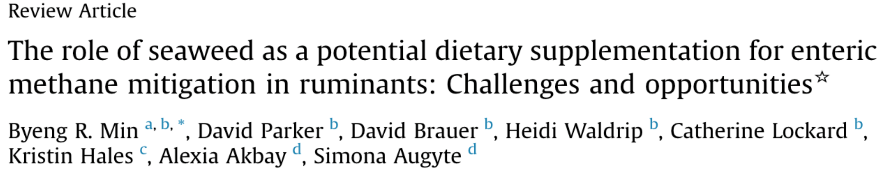 Review Article
The role of seaweed as a potential dietary supplementation for enteric
methane mitigation in ruminants: Challenges and opportunities☆
Byeng R. Min a, b, *, David Parker b, David Brauer b, Heidi Waldrip b, Catherine Lockard b,
Kristin Hales c, Alexia Akbay d, Simona Augyte d